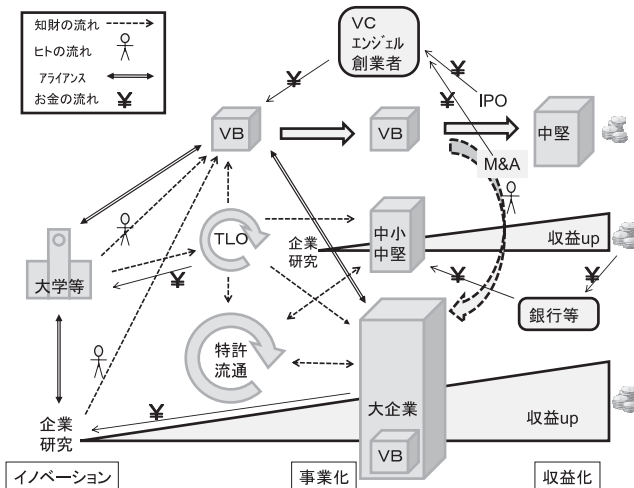 知財の流れ
ヒトの流れ
アライアンス
お金の流れ ¥
VC
エンジェル
創業者
¥
¥
¥
IPO
VB
VB
中堅
M&A
大学等
TLO
¥
企業
研究
中小
中堅
収益up
¥
¥
銀行等
特許
流通
大企業
VB
¥
企業
研究
収益up
イノベーション
事業化
収益化